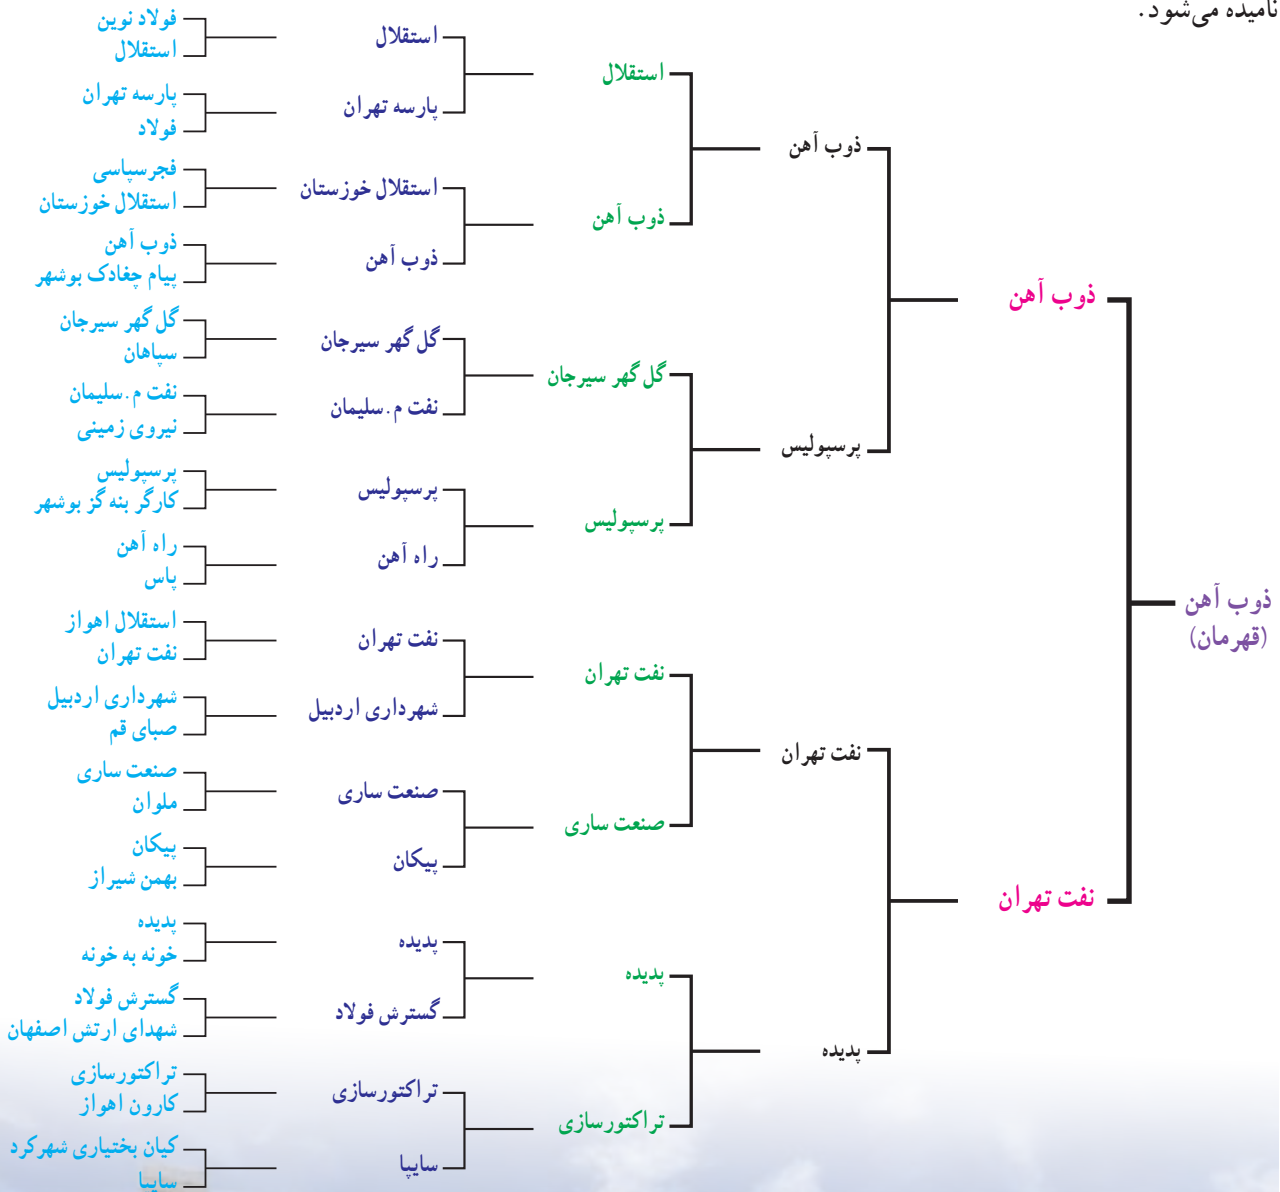 نامیده می‌شود.
فولاد نوین
استقلال
پارسه تهران
فولاد
فجرسپاسی
استقلال خوزستان
ذوب آهن
پیام چغادک بوشهر
گل گهر سیرجان
سپاهان
نفت م.سلیمان
نیروی زمینی
پرسپولیس
کارگر بنه گز بوشهر
راه آهن
پاس
استقلال اهواز
نفت تهران
شهرداری اردبیل
صبای قم
صنعت ساری
ملوان
پیکان
بهمن شیراز
پدیده
خونه به خونه
گسترش فولاد
شهدای ارتش اصفهان
تراکتورسازی
کارون اهواز
کیان بختیاری شهرکرد
سایپا
استقلال
پارسه تهران
استقلال خوزستان
ذوب آهن
گل گهر سیرجان
نفت م.سلیمان
پرسپولیس
راه آهن
نفت تهران
شهرداری اردبیل
صنعت ساری
پیکان
پدیده
گسترش فولاد
تراکتورسازی
سایپا
استقلال
ذوب آهن
گل گهر سیرجان
پرسپولیس
نفت تهران
صنعت ساری
پدیده
تراکتورسازی
ذوب آهن
پرسپولیس
نفت تهران
پدیده
ذوب آهن
نفت تهران
ذوب آهن
(قهرمان)